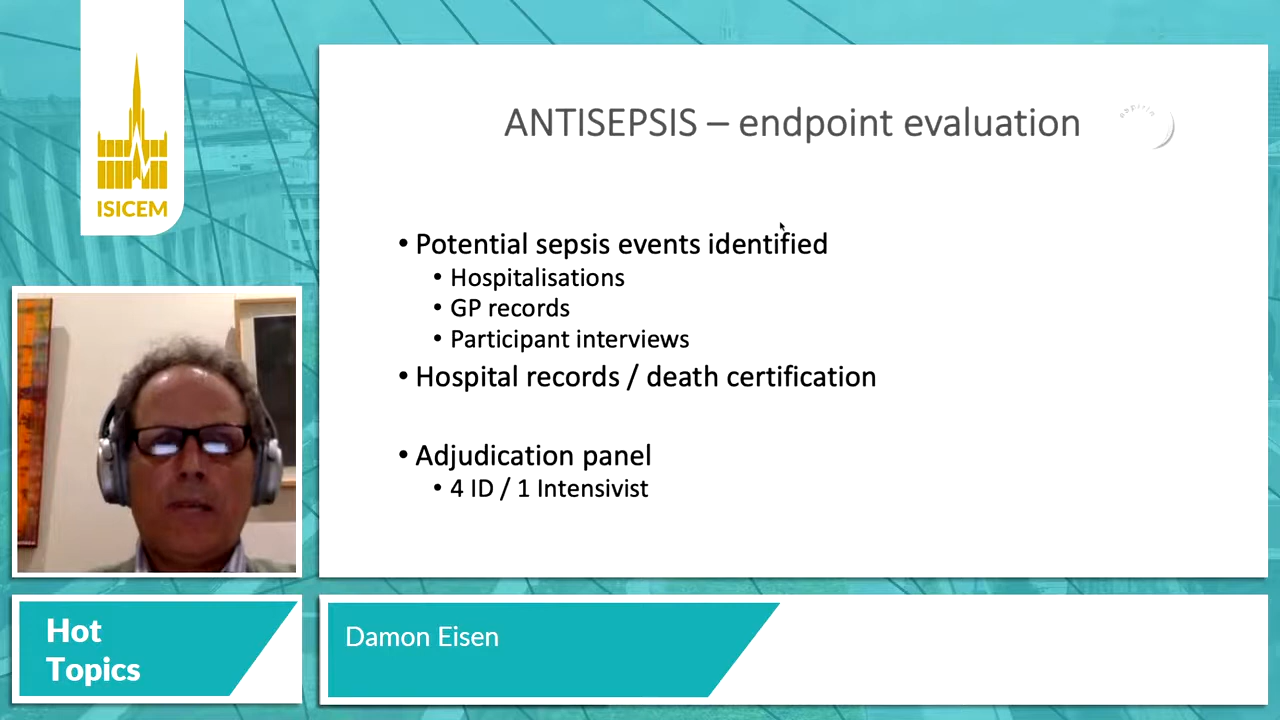 ISICEM
ANTISEPSIS – endpoint evaluation
aspirin
• Potential sepsis events identified
• Hospitalisations
• GP records
• Participant interviews
• Hospital records / death certification
• Adjudication panel
• 4 ID / 1 Intensivist
Hot
Topics
Damon Eisen